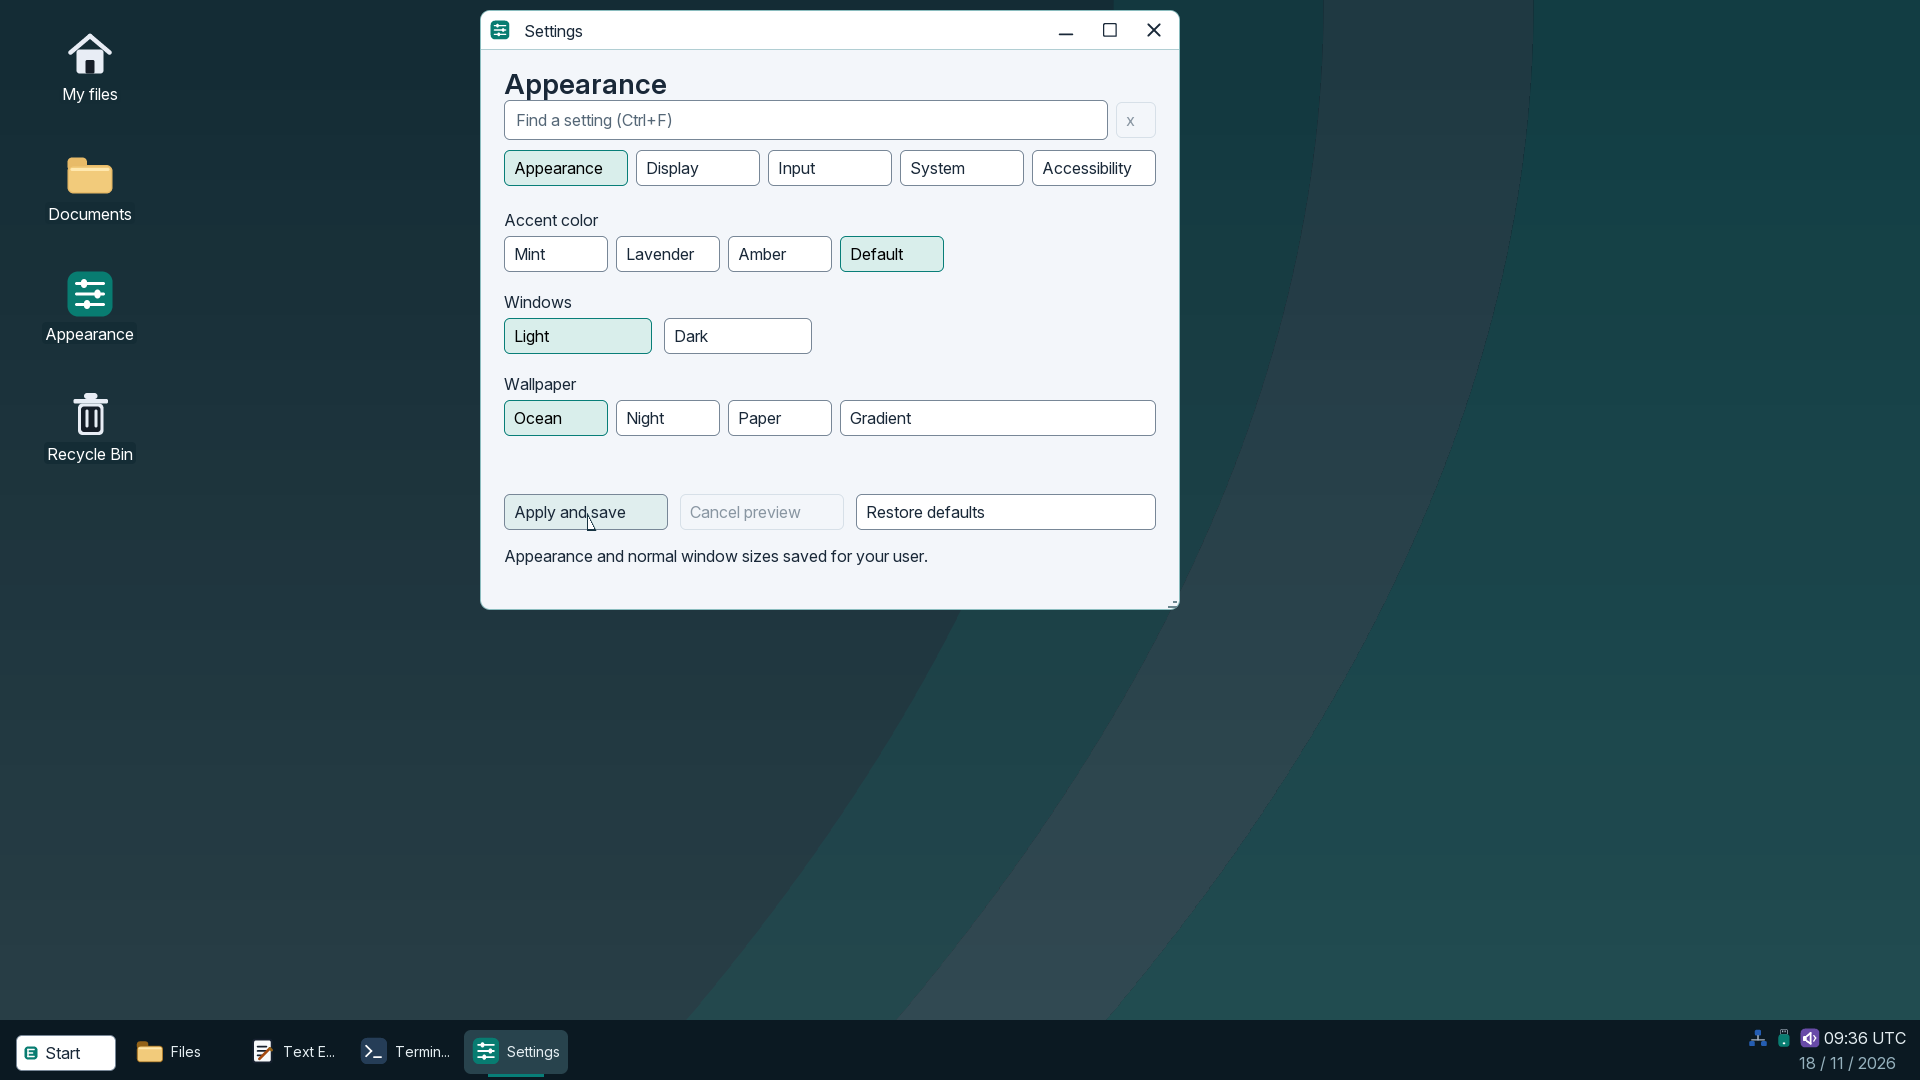 My files
Documents
Appearance
Recycle Bin
Settings
Appearance
Find a setting (Ctrl+F)
x
Appearance
Display
Input
System
Accessibility
Accent color
Mint
Lavender
Amber
Default
Windows
Light
Dark
Wallpaper
Ocean
Night
Paper
Gradient
Apply and save
Cancel preview
Restore defaults
Appearance and normal window sizes saved for your user.
Start
Files
Text E...
Termin...
Settings
09:36 UTC
18 / 11 / 2026